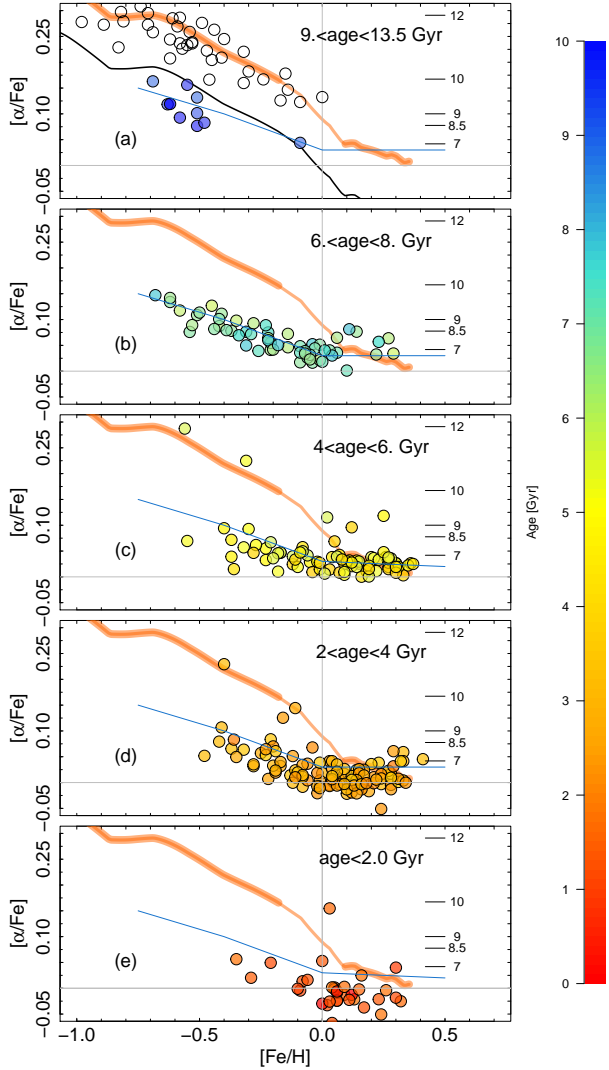 9.<age<13.5 Gyr
[α/Fe]
−0.05 0.10 0.25
12
10
9
8.5
7
(a)
6.<age<8. Gyr
[α/Fe]
−0.05 0.10 0.25
12
10
9
8.5
7
(b)
4<age<6. Gyr
[α/Fe]
−0.05 0.10 0.25
12
10
9
8.5
7
(c)
2<age<4 Gyr
[α/Fe]
−0.05 0.10 0.25
12
10
9
8.5
7
(d)
age<2.0 Gyr
[α/Fe]
−0.05 0.10 0.25
12
10
9
8.5
7
(e)
−1.0 −0.5 0.0 0.5
[Fe/H]
10
9
8
7
6
5
4
3
2
1
0
Age [Gyr]